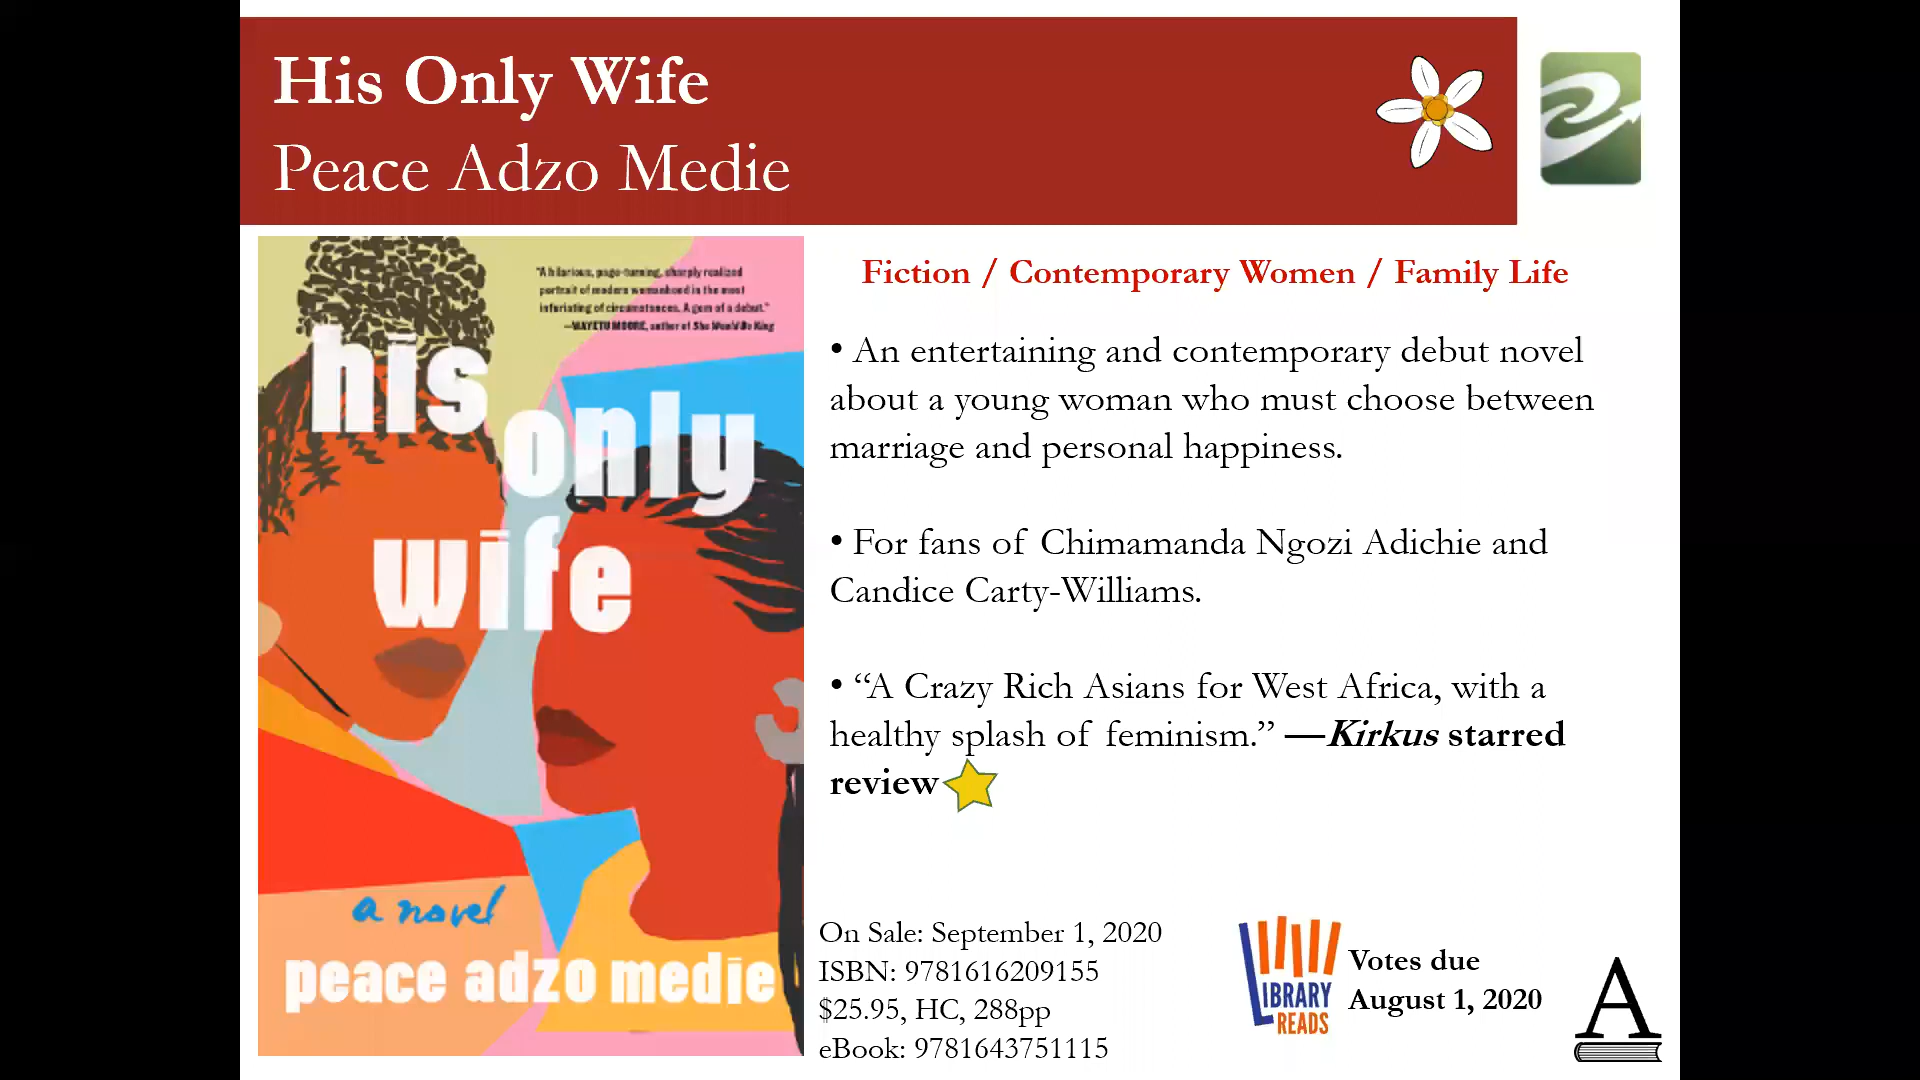 His Only Wife
Peace Adzo Medie
"A hilarious, page-turning, sharply realized
portrait of modern womanhood in the most
infuriating of circumstances. A gem of a debut."
—WAYÉTU MOORE, author of She Would Be King
his
only
wife
a novel
peace adzo medie
Fiction / Contemporary Women / Family Life
• An entertaining and contemporary debut novel
about a young woman who must choose between
marriage and personal happiness.
• For fans of Chimamanda Ngozi Adichie and
Candice Carty-Williams.
• “A Crazy Rich Asians for West Africa, with a
healthy splash of feminism.” —Kirkus starred
review
On Sale: September 1, 2020
ISBN: 9781616209155
$25.95, HC, 288pp
eBook: 9781643751115
LIBRARY
READS
Votes due
August 1, 2020
A